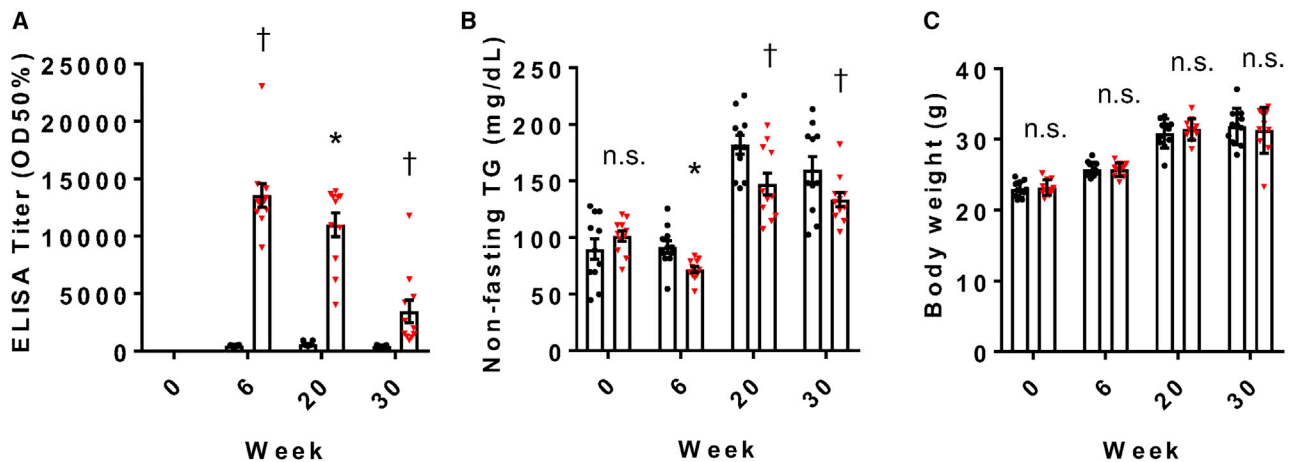 A
ELISA Titer (OD50%)
25000
20000
15000
10000
5000
0
†
*
†
0
6
20
30
Week
B
Non-fasting TG (mg/dL)
250
200
150
100
50
0
n.s.
*
†
†
0
6
20
30
Week
C
Body weight (g)
40
30
20
10
0
n.s.
n.s.
n.s.
n.s.
0
6
20
30
Week